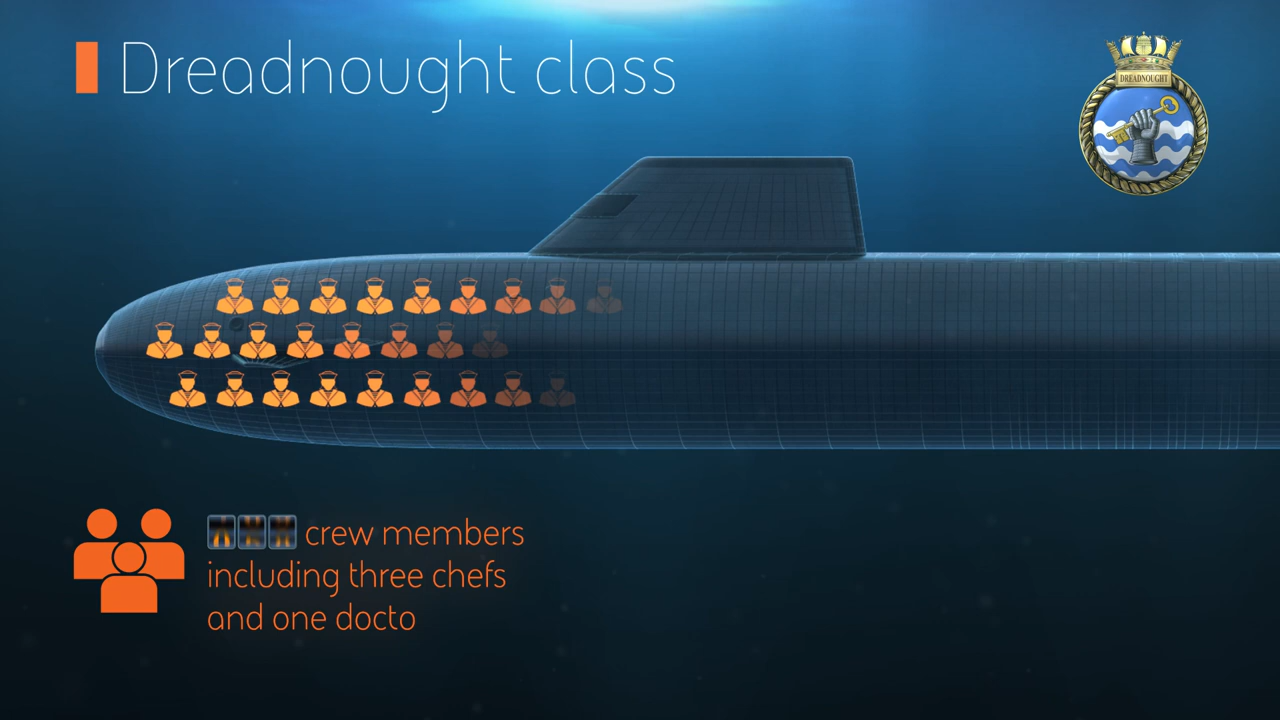 Dreadnought class
DREADNOUGHT
crew members
including three chefs
and one docto